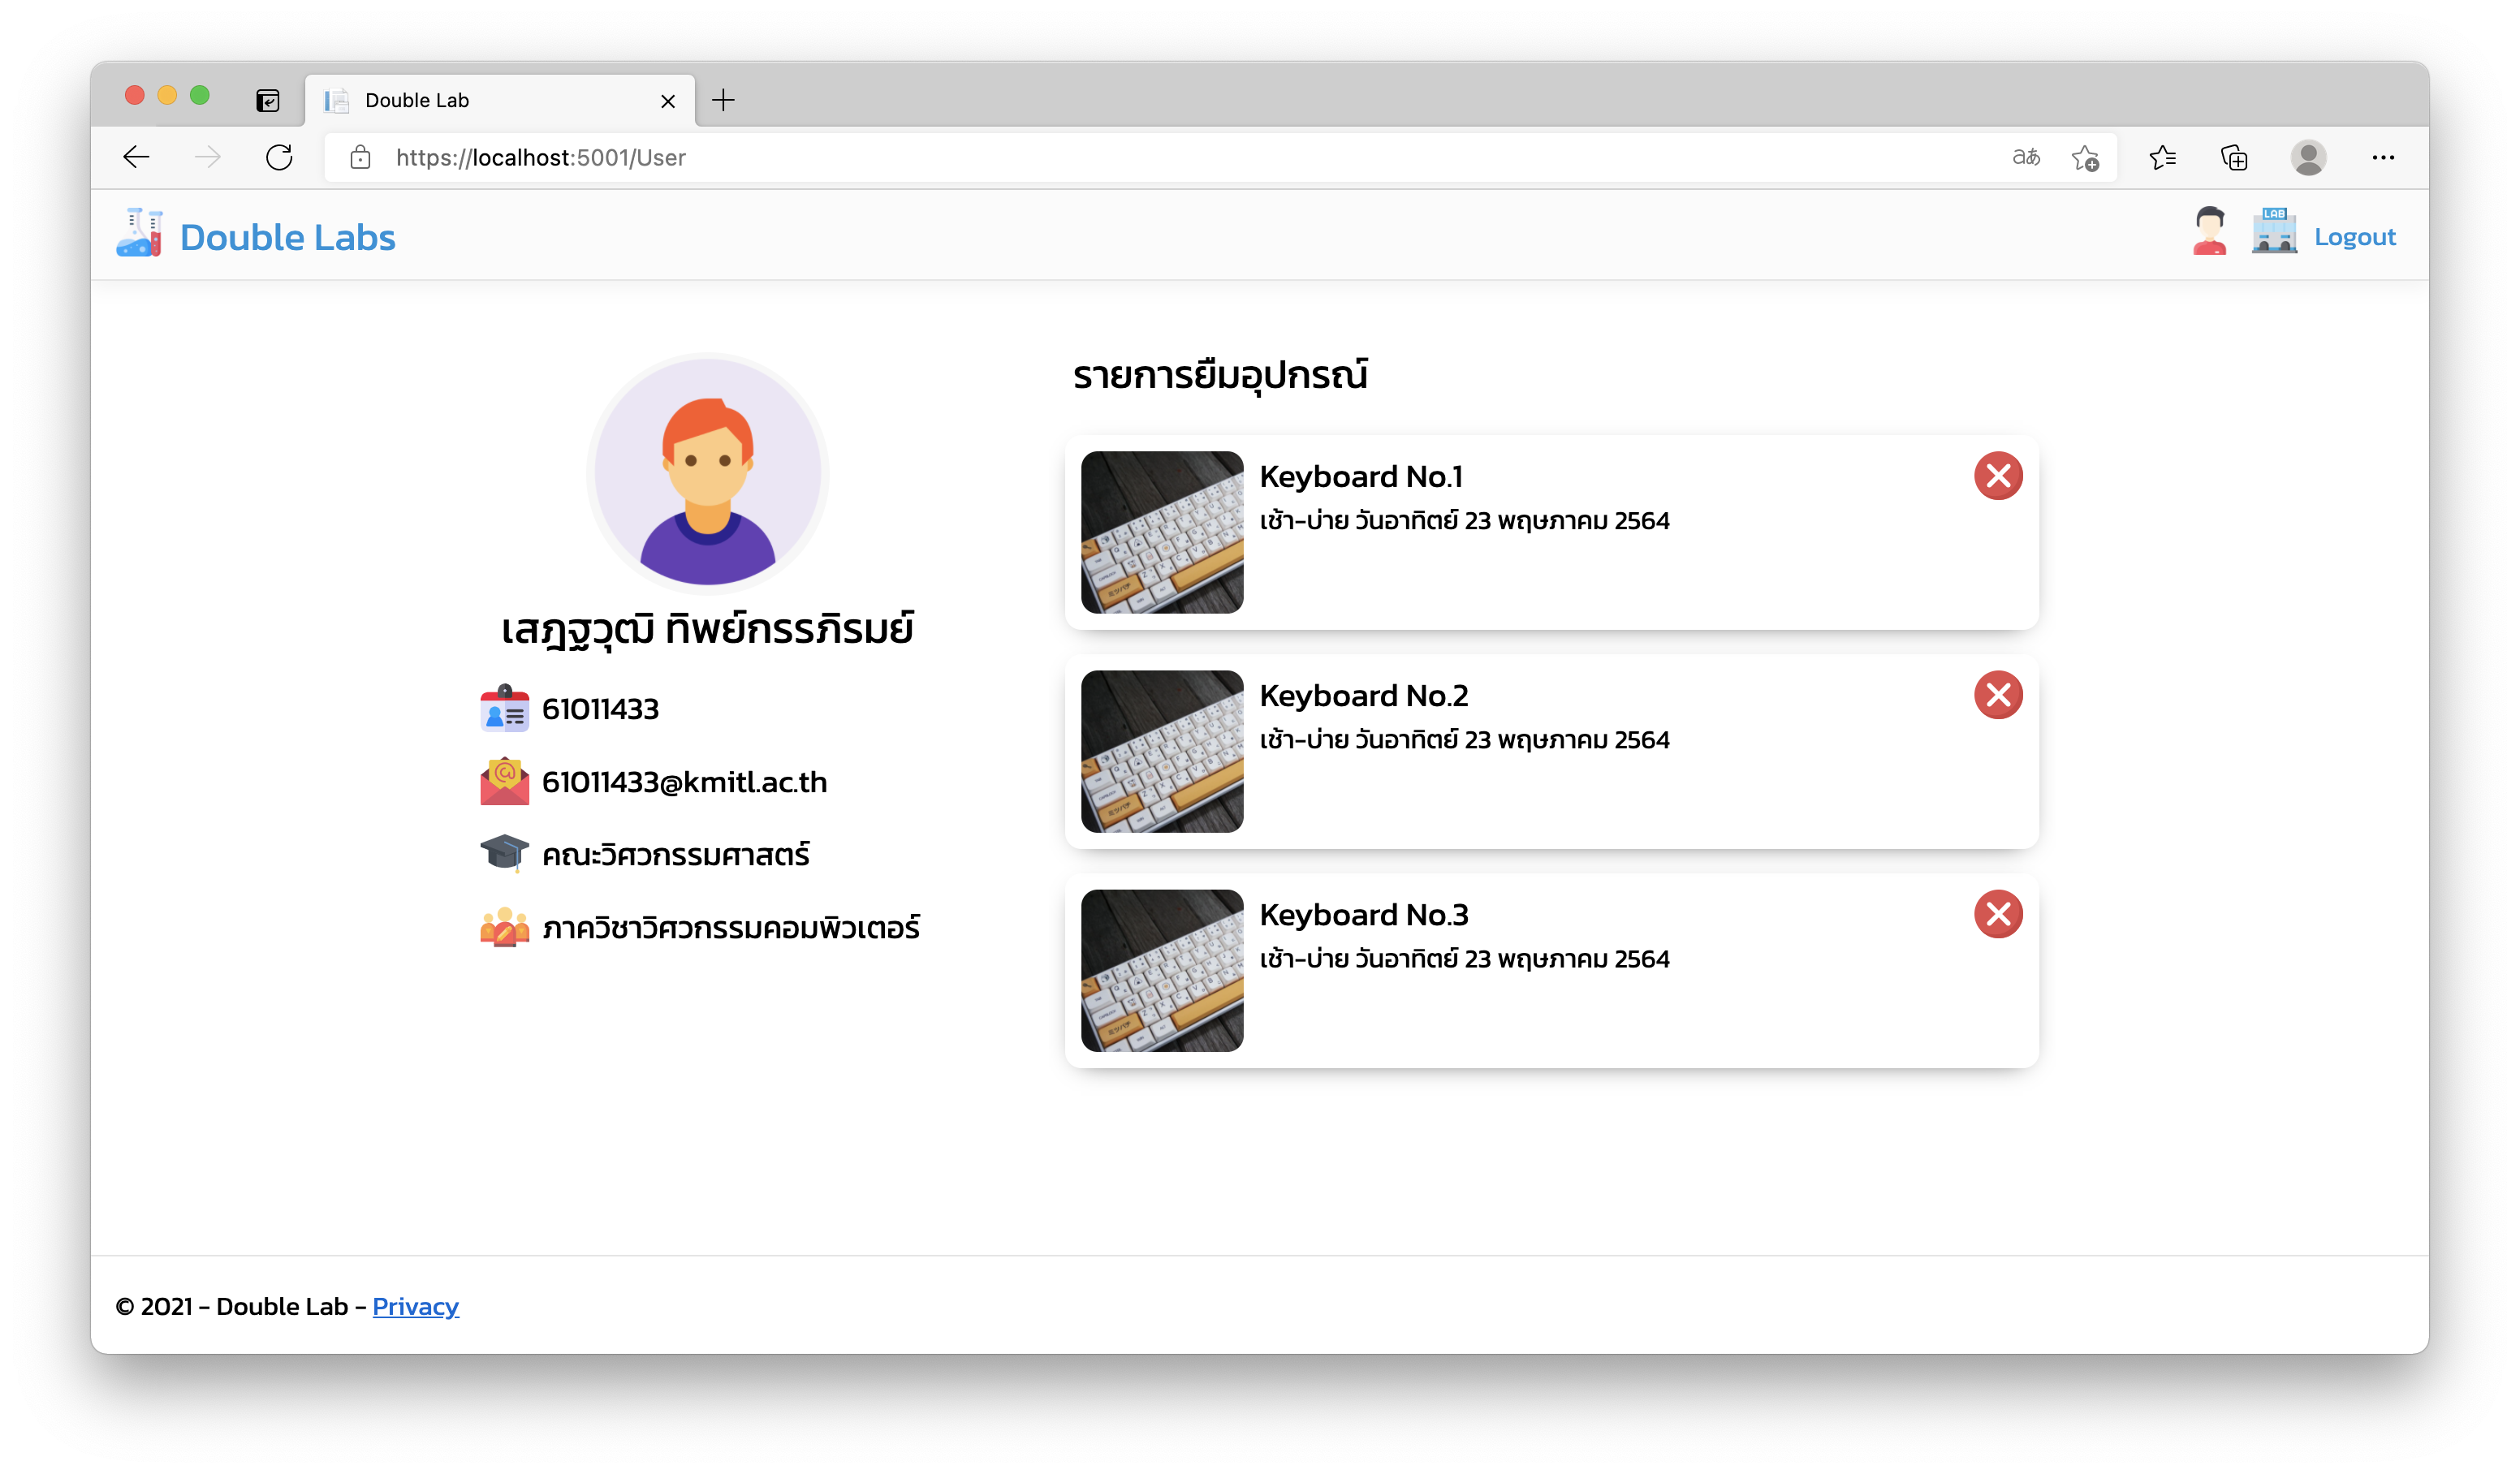 Double Lab
https://localhost:5001/User
aあ
Double Labs
LAB
Logout
รายการยืมอุปกรณ์
Keyboard No.1
เช้า-บ่าย วันอาทิตย์ 23 พฤษภาคม 2564
เสฏฐวุฒิ ทิพย์กรรภิรมย์
61011433
Keyboard No.2
เช้า-บ่าย วันอาทิตย์ 23 พฤษภาคม 2564
61011433@kmitl.ac.th
คณะวิศวกรรมศาสตร์
ภาควิชาวิศวกรรมคอมพิวเตอร์
Keyboard No.3
เช้า-บ่าย วันอาทิตย์ 23 พฤษภาคม 2564
© 2021 - Double Lab - Privacy